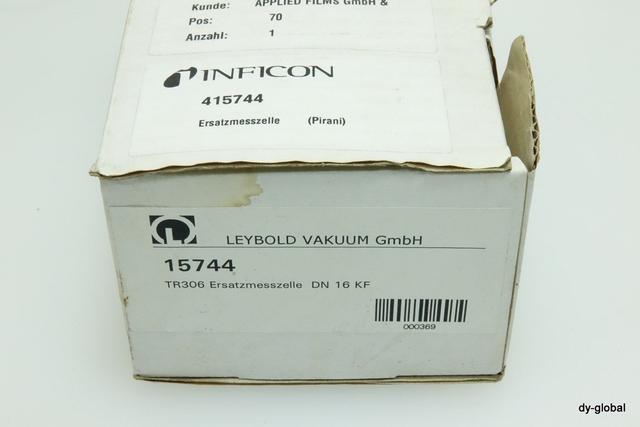 Kunde: APPLIED FILMS GmbH &
Pos: 70
Anzahl: 1
INFICON
415744
Ersatzmesszelle (Pirani)
LEYBOLD VAKUUM GmbH
15744
TR306 Ersatzmesszelle DN 16 KF
000369
dy-global